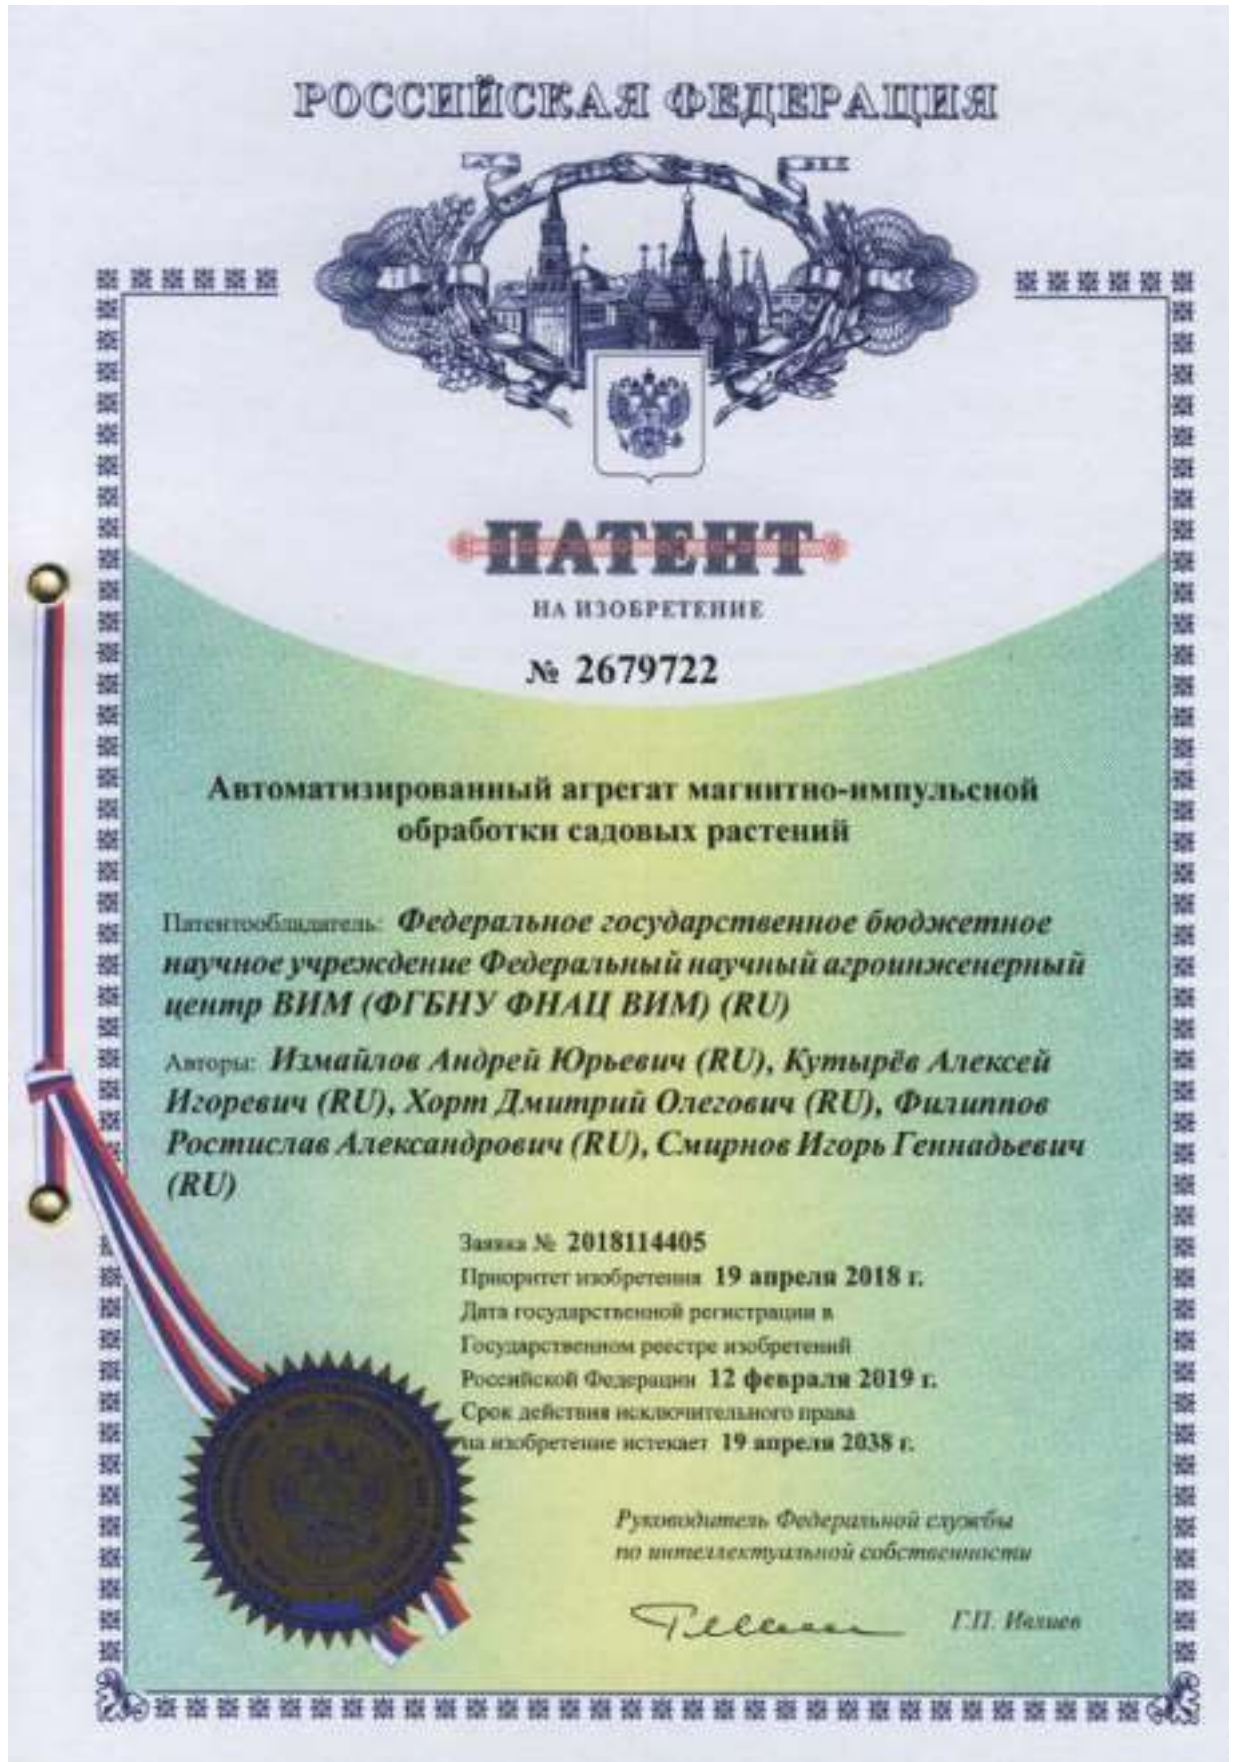 РОССИЙСКАЯ ФЕДЕРАЦИЯ
ПАТЕНТ
НА ИЗОБРЕТЕНИЕ
№ 2679722
Автоматизированный агрегат магнитно-импульсной
обработки садовых растений
Патентообладатель: Федеральное государственное бюджетное
научное учреждение Федеральный научный агроинженерный
центр ВИМ (ФГБНУ ФНАЦ ВИМ) (RU)
Авторы: Измайлов Андрей Юрьевич (RU), Кутырёв Алексей
Игоревич (RU), Хорт Дмитрий Олегович (RU), Филиппов
Ростислав Александрович (RU), Смирнов Игорь Геннадьевич
(RU)
Заявка № 2018114405
Приоритет изобретения 19 апреля 2018 г.
Дата государственной регистрации в
Государственном реестре изобретений
Российской Федерации 12 февраля 2019 г.
Срок действия исключительного права
на изобретение истекает 19 апреля 2038 г.
Руководитель Федеральной службы
по интеллектуальной собственности
Г.П. Ивлиев